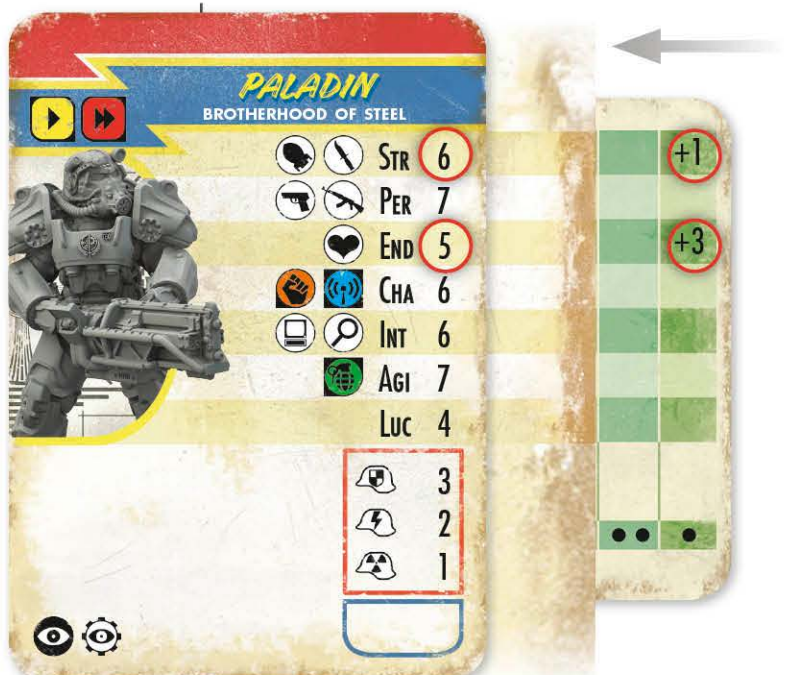 PALADIN
BROTHERHOOD OF STEEL
STR 6 +1
PER 7
END 5 +3
CHA 6
INT 6
AGI 7
LUC 4
3
2
1